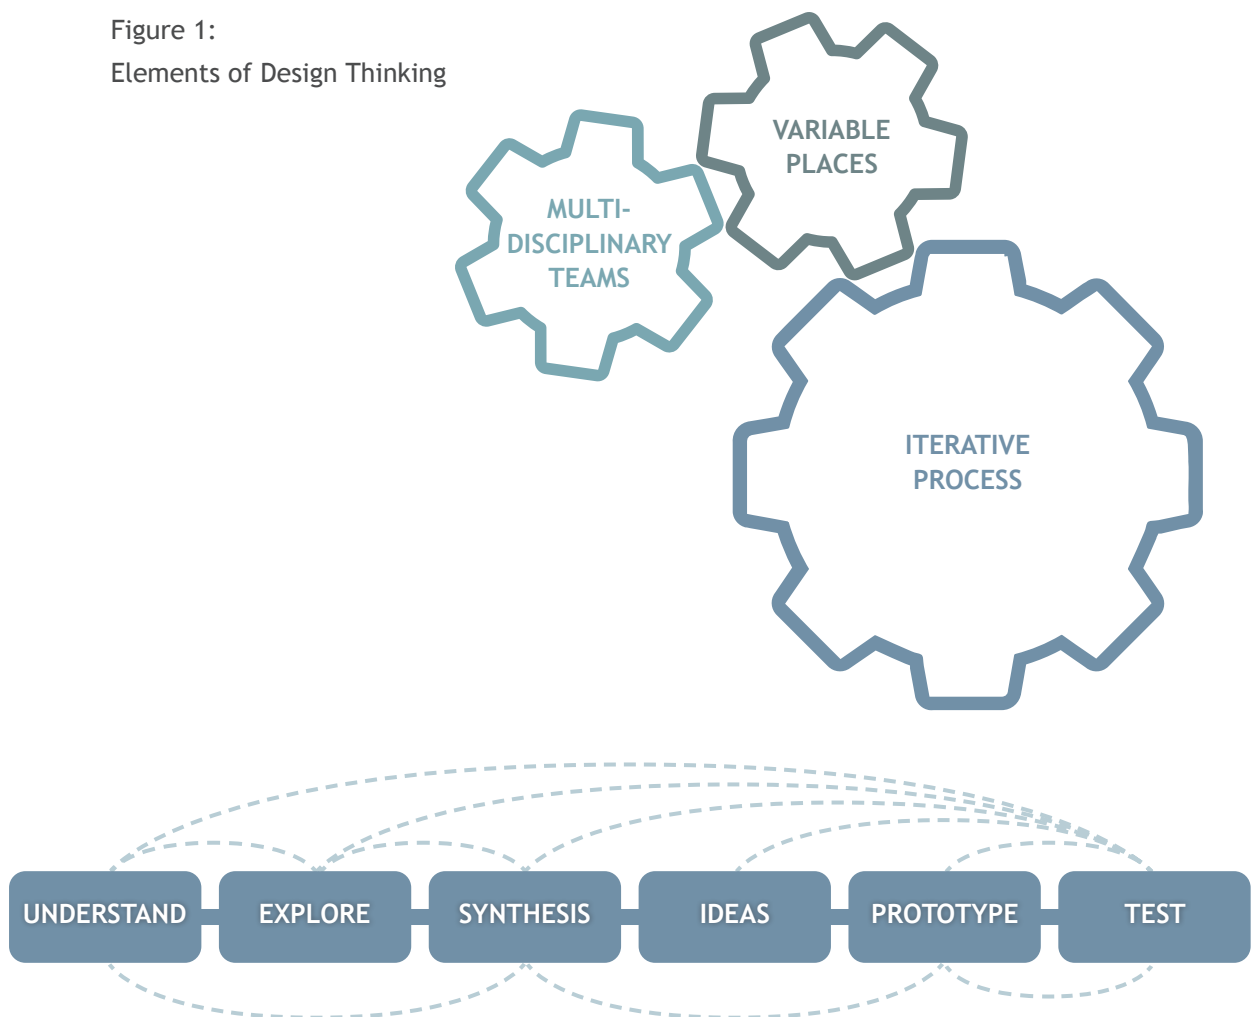 Figure 1:
Elements of Design Thinking
VARIABLE
PLACES
MULTI-
DISCIPLINARY
TEAMS
ITERATIVE
PROCESS
UNDERSTAND
EXPLORE
SYNTHESIS
IDEAS
PROTOTYPE
TEST